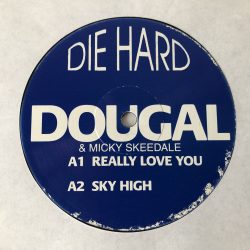 DIE HARD
DOUGAL
& MICKY SKEEDALE
A1 REALLY LOVE YOU
A2 SKY HIGH